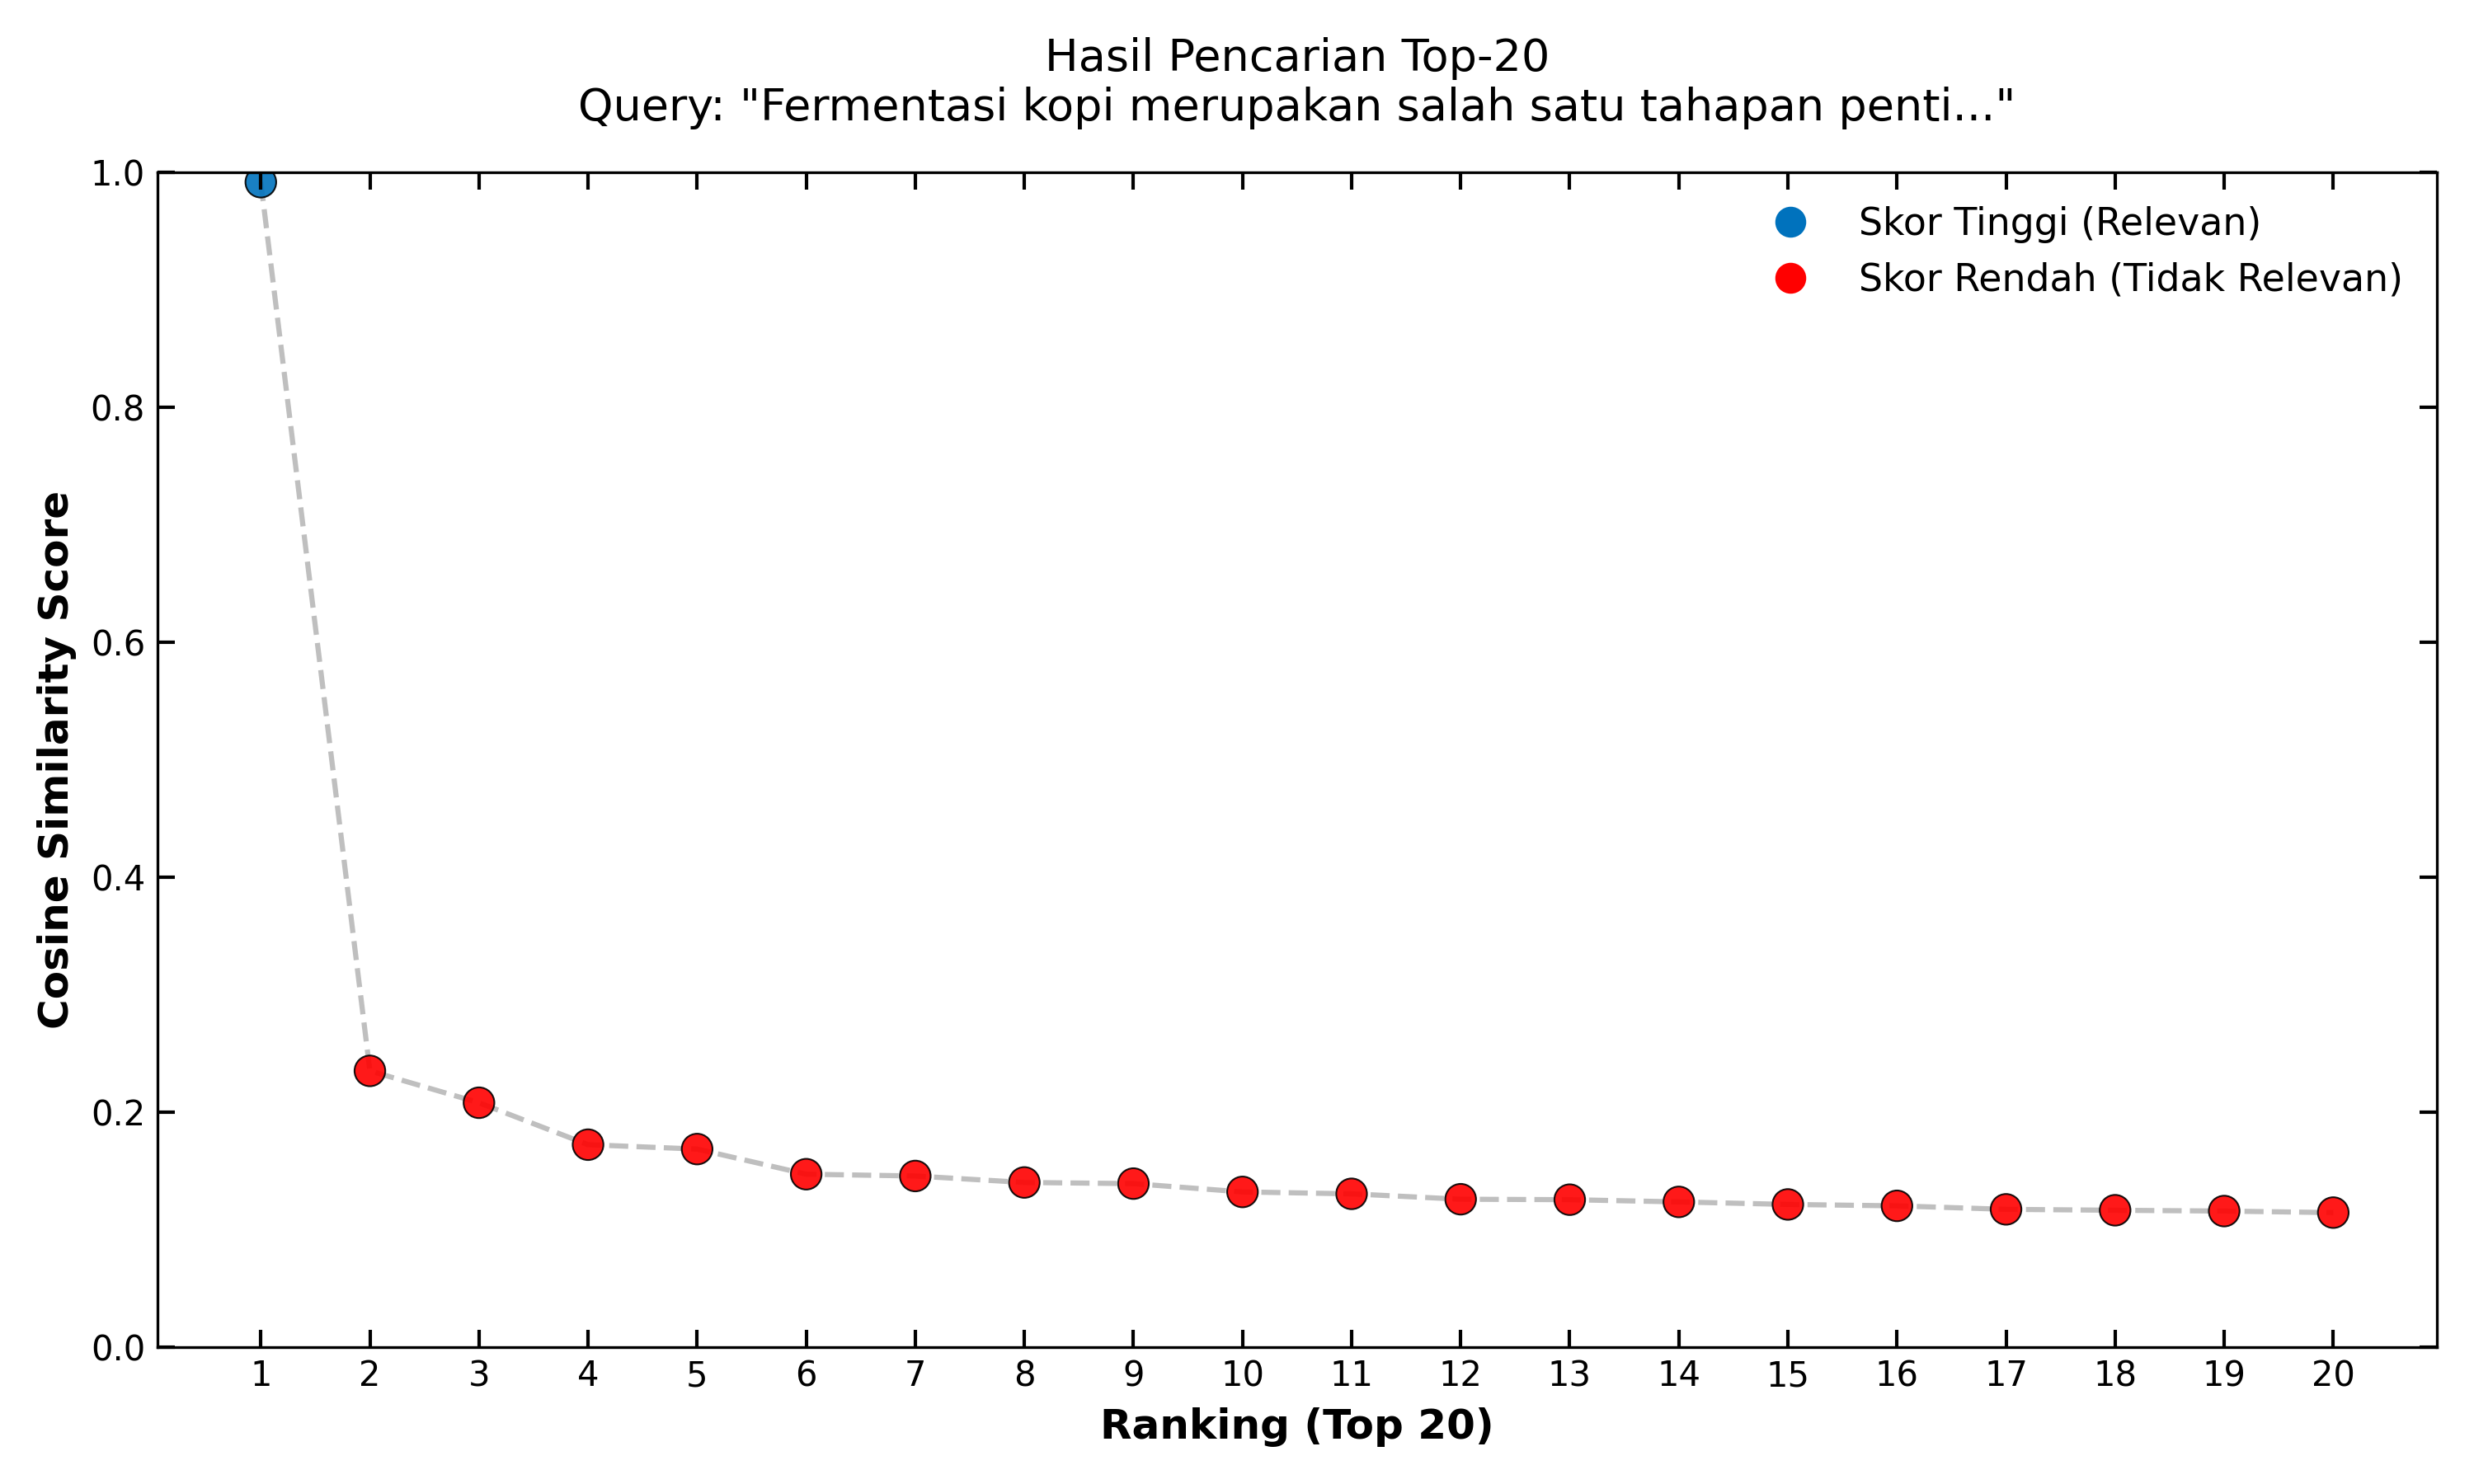 Hasil Pencarian Top-20
Query: "Fermentasi kopi merupakan salah satu tahapan penti..."
1.0
0.8
0.6
0.4
0.2
0.0
Cosine Similarity Score
Skor Tinggi (Relevan)
Skor Rendah (Tidak Relevan)
1 2 3 4 5 6 7 8 9 10 11 12 13 14 15 16 17 18 19 20
Ranking (Top 20)